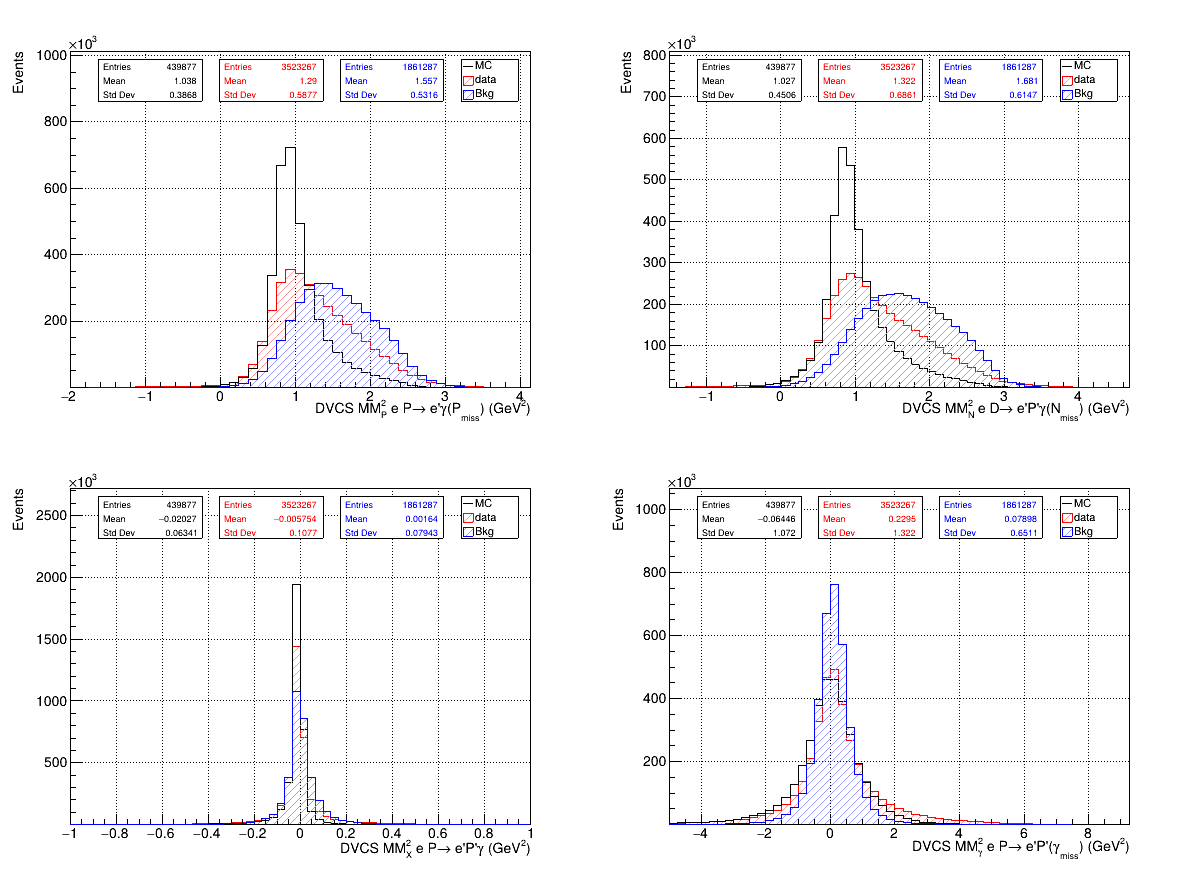 ×10³
Events
1000
800
600
400
200
Entries 439877
Mean 1.038
Std Dev 0.3868
Entries 3523267
Mean 1.29
Std Dev 0.5877
Entries 1861287
Mean 1.557
Std Dev 0.5316
MC
data
Bkg
−2 −1 0 1 2 3 4
DVCS MM²P e P→ e'γ(Pmiss) (GeV²)
×10³
Events
800
700
600
500
400
300
200
100
Entries 439877
Mean 1.027
Std Dev 0.4506
Entries 3523267
Mean 1.322
Std Dev 0.6861
Entries 1861287
Mean 1.681
Std Dev 0.6147
MC
data
Bkg
−1 0 1 2 3 4
DVCS MM²N e D→ e'P'γ(Nmiss) (GeV²)
×10³
Events
2500
2000
1500
1000
500
Entries 439877
Mean −0.02027
Std Dev 0.06341
Entries 3523267
Mean −0.005754
Std Dev 0.1077
Entries 1861287
Mean 0.00164
Std Dev 0.07943
MC
data
Bkg
−1 −0.8 −0.6 −0.4 −0.2 0 0.2 0.4 0.6 0.8 1
DVCS MM²X e P→ e'P'γ (GeV²)
×10³
Events
1000
800
600
400
200
Entries 439877
Mean −0.06446
Std Dev 1.072
Entries 3523267
Mean 0.2295
Std Dev 1.322
Entries 1861287
Mean 0.07898
Std Dev 0.6511
MC
data
Bkg
−4 −2 0 2 4 6 8
DVCS MM²γ e P→ e'P'(γmiss) (GeV²)